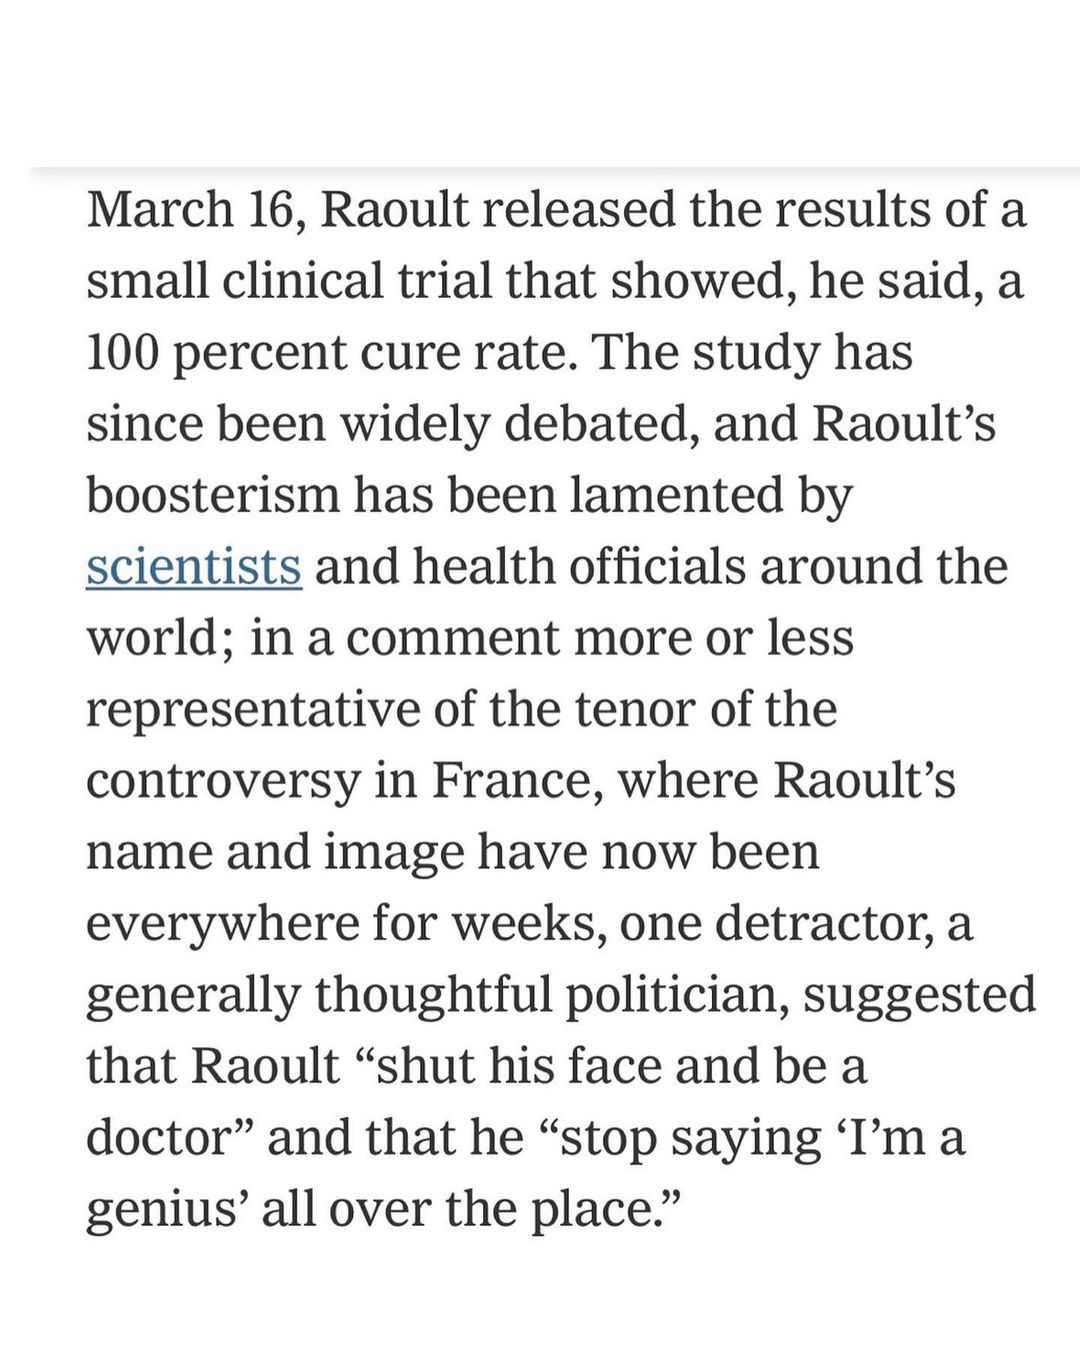 March 16, Raoult released the results of a
small clinical trial that showed, he said, a
100 percent cure rate. The study has
since been widely debated, and Raoult’s
boosterism has been lamented by
scientists and health officials around the
world; in a comment more or less
representative of the tenor of the
controversy in France, where Raoult’s
name and image have now been
everywhere for weeks, one detractor, a
generally thoughtful politician, suggested
that Raoult “shut his face and be a
doctor” and that he “stop saying ‘I’m a
genius’ all over the place.”